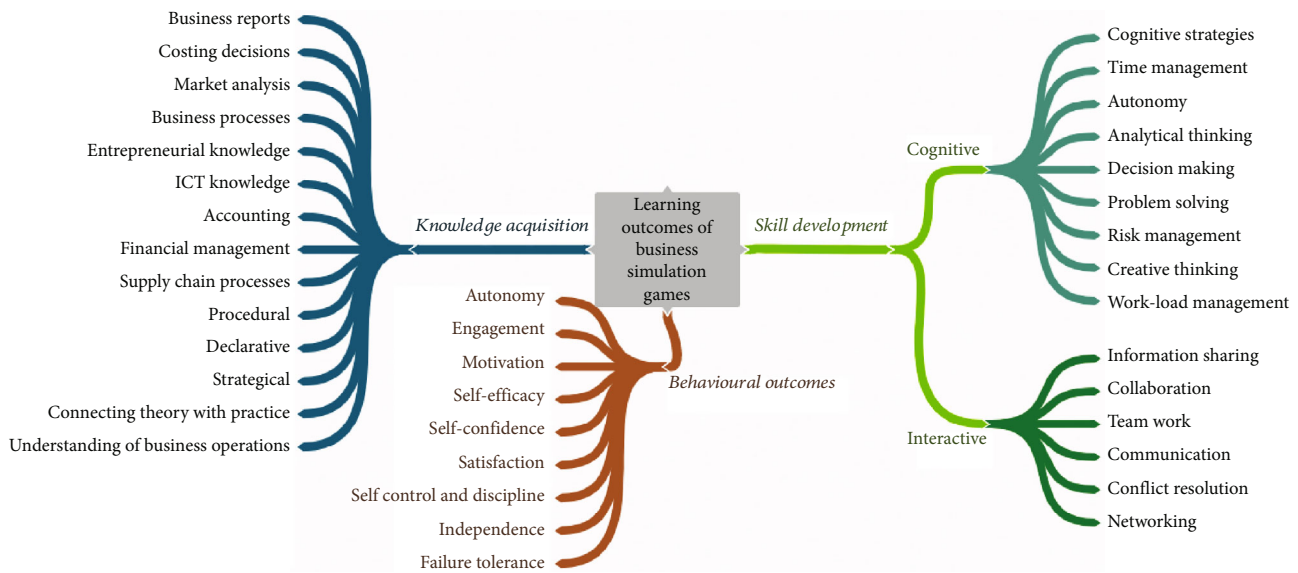 Business reports
Costing decisions
Market analysis
Business processes
Entrepreneurial knowledge
ICT knowledge
Accounting
Financial management
Supply chain processes
Procedural
Declarative
Strategical
Connecting theory with practice
Understanding of business operations
Knowledge acquisition
Learning
outcomes of
business
simulation
games
Autonomy
Engagement
Motivation
Self-efficacy
Self-confidence
Satisfaction
Self control and discipline
Independence
Failure tolerance
Behavioural outcomes
Skill development
Cognitive
Cognitive strategies
Time management
Autonomy
Analytical thinking
Decision making
Problem solving
Risk management
Creative thinking
Work-load management
Interactive
Information sharing
Collaboration
Team work
Communication
Conflict resolution
Networking